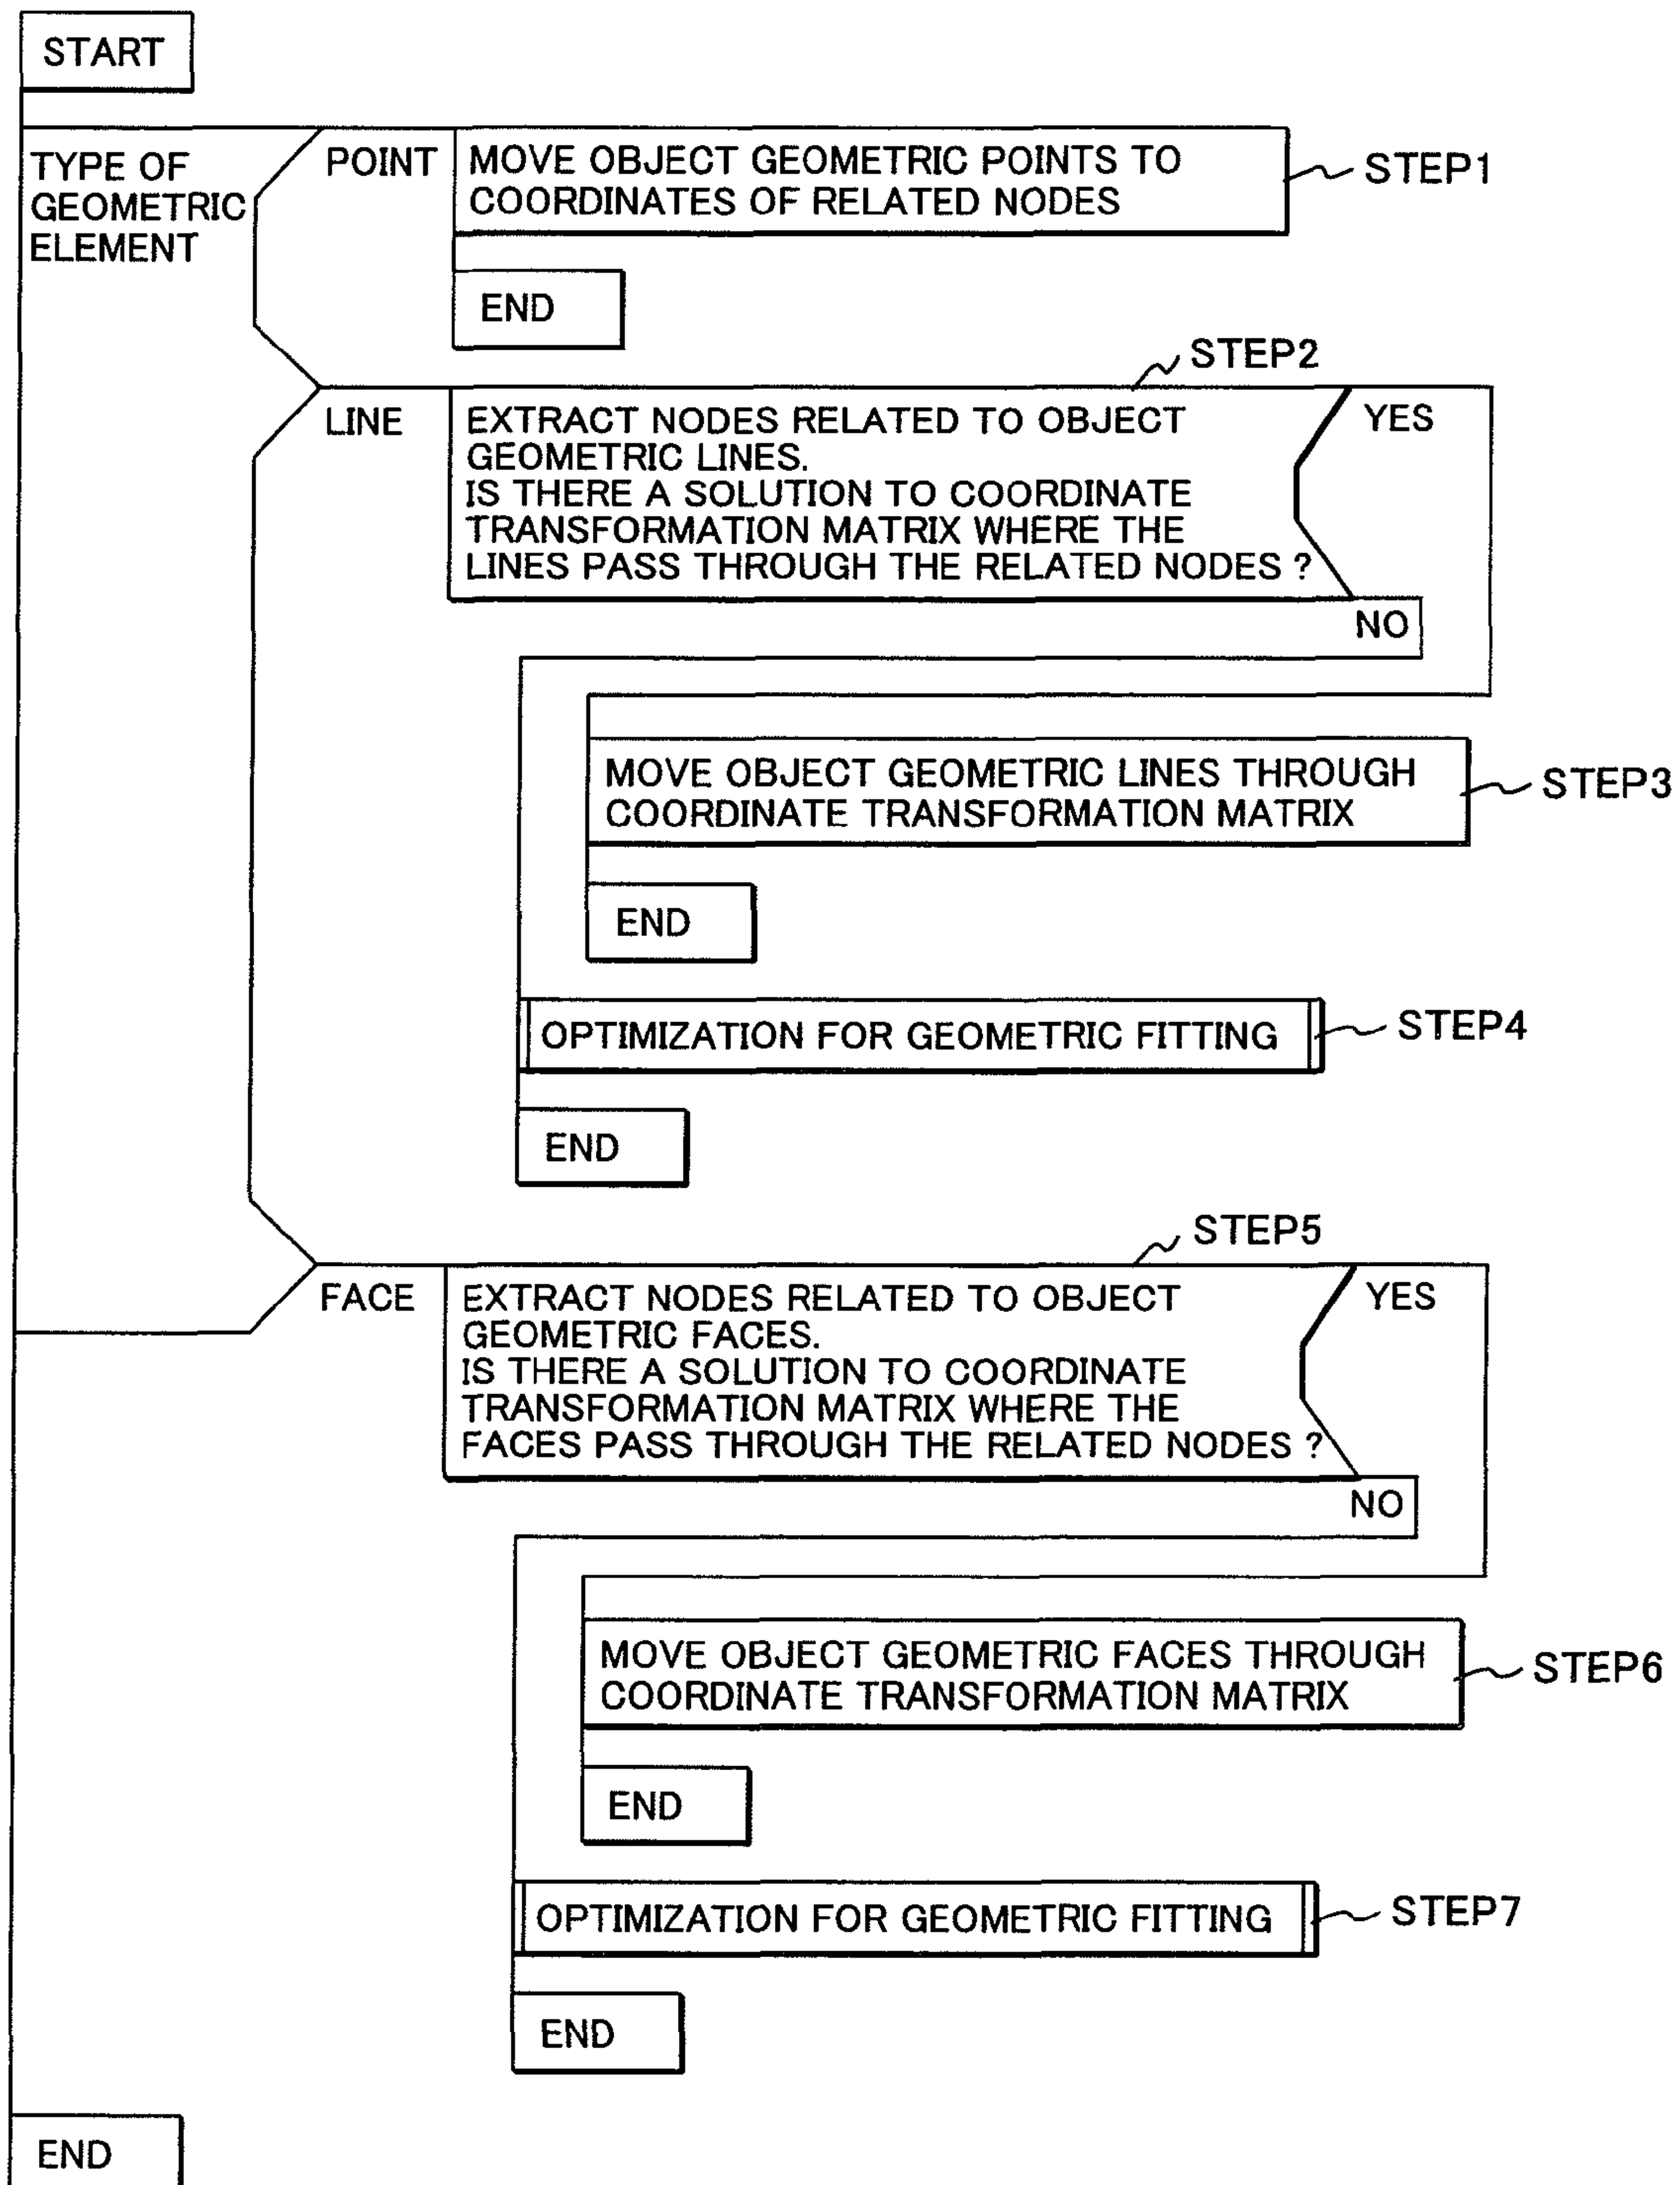 START
TYPE OF
GEOMETRIC
ELEMENT
POINT
MOVE OBJECT GEOMETRIC POINTS TO
COORDINATES OF RELATED NODES
STEP1
END
STEP2
LINE
EXTRACT NODES RELATED TO OBJECT
GEOMETRIC LINES.
IS THERE A SOLUTION TO COORDINATE
TRANSFORMATION MATRIX WHERE THE
LINES PASS THROUGH THE RELATED NODES ?
YES
NO
MOVE OBJECT GEOMETRIC LINES THROUGH
COORDINATE TRANSFORMATION MATRIX
STEP3
END
OPTIMIZATION FOR GEOMETRIC FITTING
STEP4
END
STEP5
FACE
EXTRACT NODES RELATED TO OBJECT
GEOMETRIC FACES.
IS THERE A SOLUTION TO COORDINATE
TRANSFORMATION MATRIX WHERE THE
FACES PASS THROUGH THE RELATED NODES ?
YES
NO
MOVE OBJECT GEOMETRIC FACES THROUGH
COORDINATE TRANSFORMATION MATRIX
STEP6
END
OPTIMIZATION FOR GEOMETRIC FITTING
STEP7
END
END